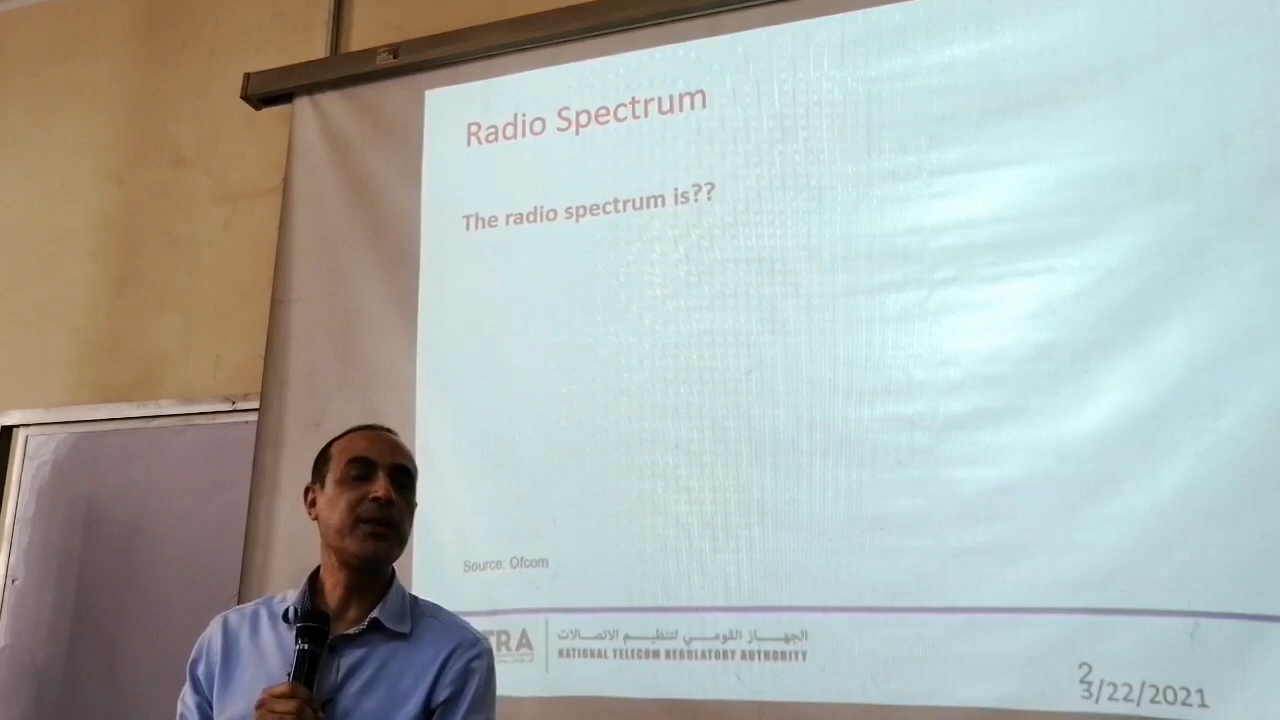 Radio Spectrum
The radio spectrum is??
Source: Ofcom
TRA
الجهاز القومي لتنظيم الاتصالات
NATIONAL TELECOM REGULATORY AUTHORITY
2
3/22/2021